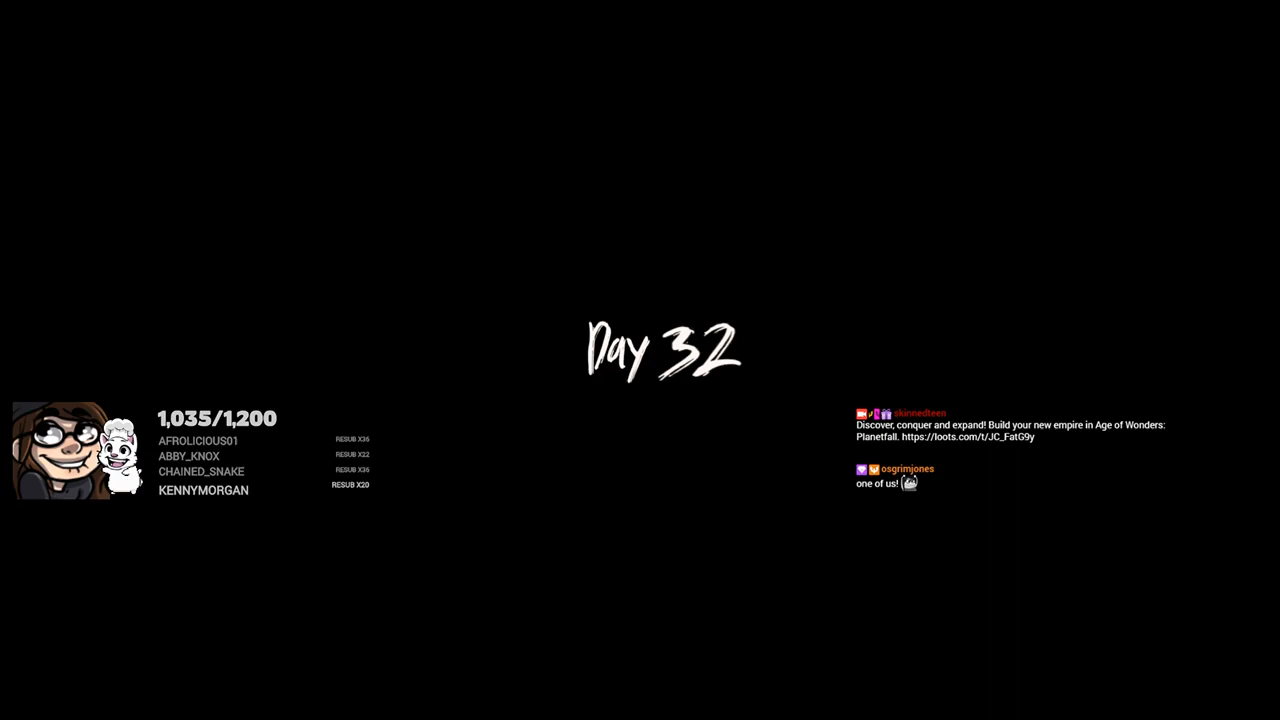 Day 32
1,035/1,200
AFROLICIOUS01 RESUB X36
ABBY_KNOX RESUB X22
CHAINED_SNAKE RESUB X36
KENNYMORGAN RESUB X20
skinnedteen
Discover, conquer and expand! Build your new empire in Age of Wonders:
Planetfall. https://loots.com/t/JC_FatG9y
osgrimjones
one of us!